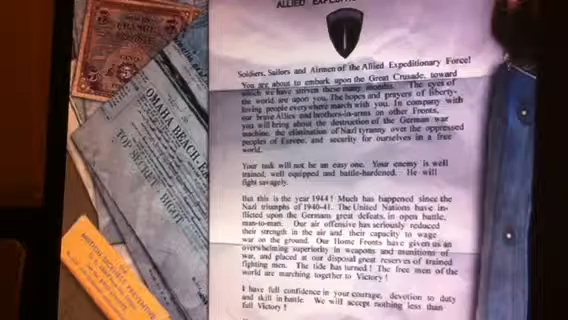 ALLIED EXPEDI
Soldiers, Sailors and Airmen of the Allied Expeditionary Force!
You are about to embark upon the Great Crusade, toward
which we have striven these many months. The eyes of
the world are upon you. The hopes and prayers of liberty-
loving people everywhere march with you. In company with
our brave Allies and brothers-in-arms on other Fronts,
you will bring about the destruction of the German war
machine, the elimination of Nazi tyranny over the oppressed
peoples of Europe, and security for ourselves in a free
world.
Your task will not be an easy one. Your enemy is well
trained, well equipped and battle-hardened. He will
fight savagely.
But this is the year 1944! Much has happened since the
Nazi triumphs of 1940-41. The United Nations have in-
flicted upon the Germans great defeats, in open battle,
man-to-man. Our air offensive has seriously reduced
their strength in the air and their capacity to wage
war on the ground. Our Home Fronts have given us an
overwhelming superiority in weapons and munitions of
war, and placed at our disposal great reserves of trained
fighting men. The tide has turned! The free men of the
world are marching together to Victory!
I have full confidence in your courage, devotion to duty
and skill in battle. We will accept nothing less than
full Victory!
FRANCE
5
5
OMAHA BEACH-
TOP SECRET BIGOT
MOTION SICKNESS PREVENTIVE